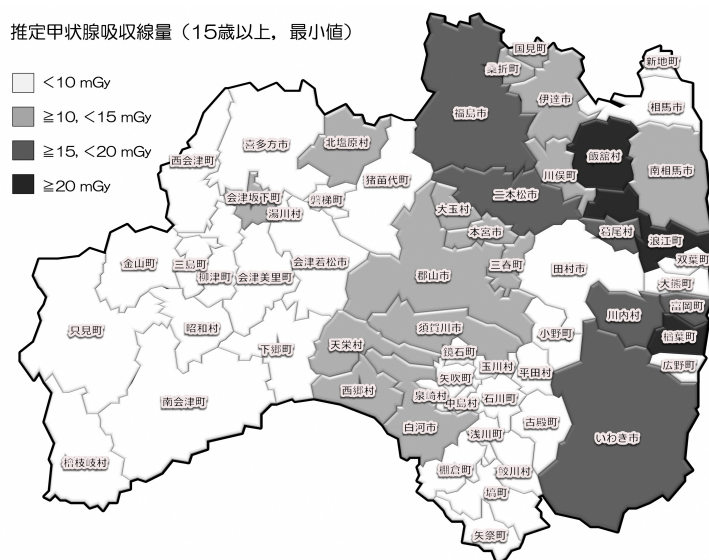 推定甲状腺吸収線量（15歳以上，最小値）
＜10 mGy
≧10, ＜15 mGy
≧15, ＜20 mGy
≧20 mGy
国見町
桑折町
新地町
伊達市
相馬市
福島市
北塩原村
喜多方市
飯舘村
西会津町
南相馬市
川俣町
猪苗代町
二本松市
会津坂下町
磐梯町
大玉村
湯川村
葛尾村
本宮市
浪江町
双葉町
金山町
三島町
会津若松市
三春町
田村市
柳津町
会津美里町
郡山市
大熊町
富岡町
川内村
只見町
昭和村
須賀川市
小野町
楢葉町
天栄村
下郷町
鏡石町
玉川村
広野町
平田村
矢吹町
西郷村
泉崎村
中島村
石川町
南会津町
古殿町
白河市
浅川町
いわき市
檜枝岐村
棚倉町
鮫川村
塙町
矢祭町